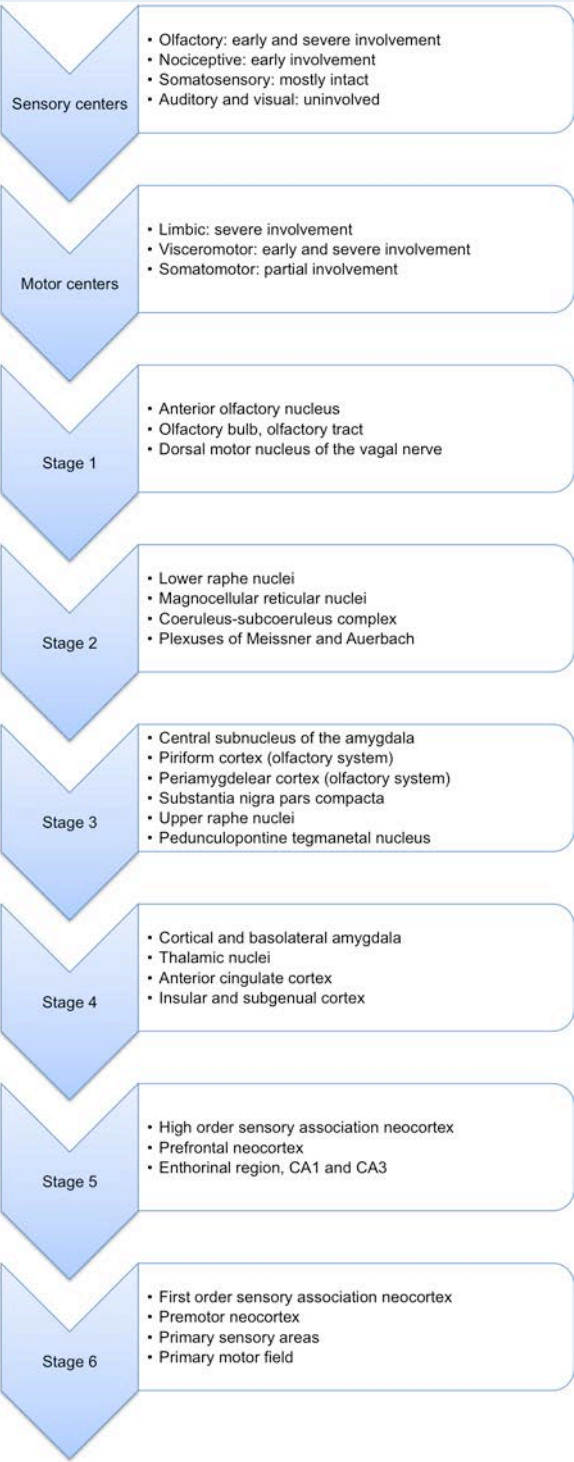 Sensory centers
• Olfactory: early and severe involvement
• Nociceptive: early involvement
• Somatosensory: mostly intact
• Auditory and visual: uninvolved
Motor centers
• Limbic: severe involvement
• Visceromotor: early and severe involvement
• Somatomotor: partial involvement
Stage 1
• Anterior olfactory nucleus
• Olfactory bulb, olfactory tract
• Dorsal motor nucleus of the vagal nerve
Stage 2
• Lower raphe nuclei
• Magnocellular reticular nuclei
• Coeruleus-subcoeruleus complex
• Plexuses of Meissner and Auerbach
Stage 3
• Central subnucleus of the amygdala
• Piriform cortex (olfactory system)
• Periamygdelear cortex (olfactory system)
• Substantia nigra pars compacta
• Upper raphe nuclei
• Pedunculopontine tegmanetal nucleus
Stage 4
• Cortical and basolateral amygdala
• Thalamic nuclei
• Anterior cingulate cortex
• Insular and subgenual cortex
Stage 5
• High order sensory association neocortex
• Prefrontal neocortex
• Enthorinal region, CA1 and CA3
Stage 6
• First order sensory association neocortex
• Premotor neocortex
• Primary sensory areas
• Primary motor field